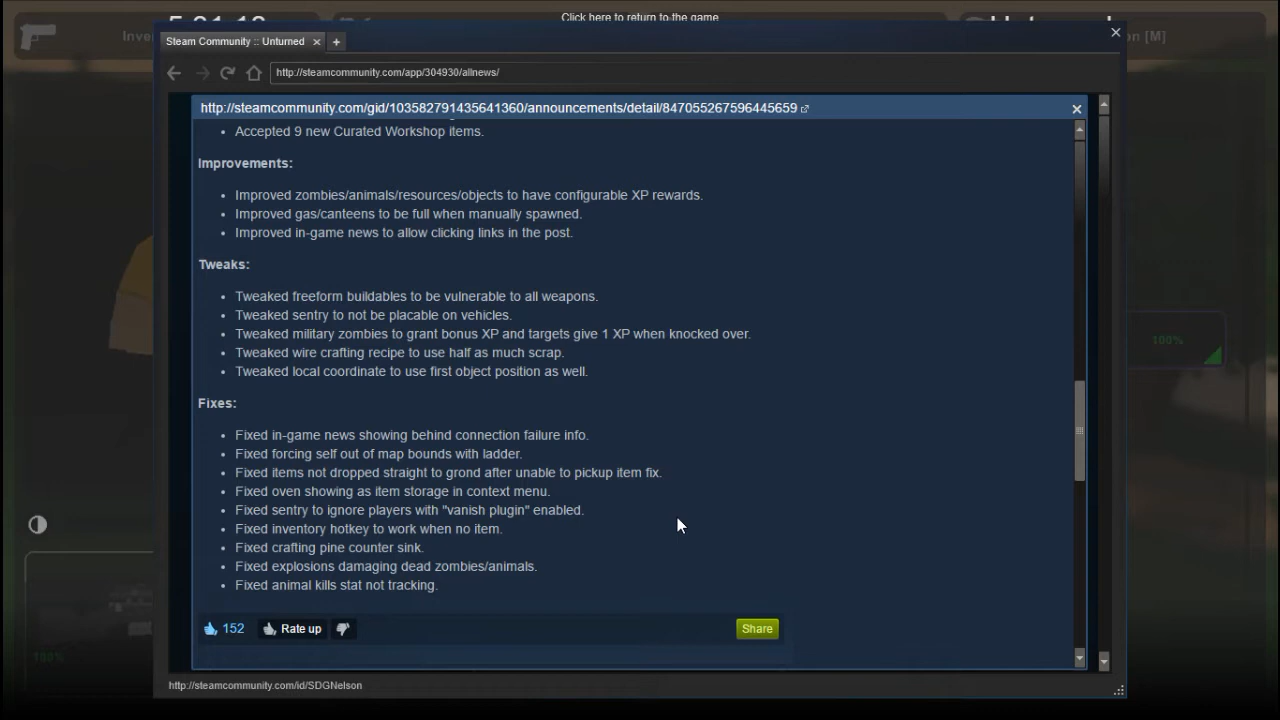 Click here to return to the game
Steam Community :: Unturned
http://steamcommunity.com/app/304930/allnews/
http://steamcommunity.com/gid/103582791435641360/announcements/detail/847055267596445659
Accepted 9 new Curated Workshop items.
Improvements:
Improved zombies/animals/resources/objects to have configurable XP rewards.
Improved gas/canteens to be full when manually spawned.
Improved in-game news to allow clicking links in the post.
Tweaks:
Tweaked freeform buildables to be vulnerable to all weapons.
Tweaked sentry to not be placable on vehicles.
Tweaked military zombies to grant bonus XP and targets give 1 XP when knocked over.
Tweaked wire crafting recipe to use half as much scrap.
Tweaked local coordinate to use first object position as well.
Fixes:
Fixed in-game news showing behind connection failure info.
Fixed forcing self out of map bounds with ladder.
Fixed items not dropped straight to grond after unable to pickup item fix.
Fixed oven showing as item storage in context menu.
Fixed sentry to ignore players with "vanish plugin" enabled.
Fixed inventory hotkey to work when no item.
Fixed crafting pine counter sink.
Fixed explosions damaging dead zombies/animals.
Fixed animal kills stat not tracking.
152 Rate up Share
http://steamcommunity.com/id/SDGNelson
[M]
100%
100%